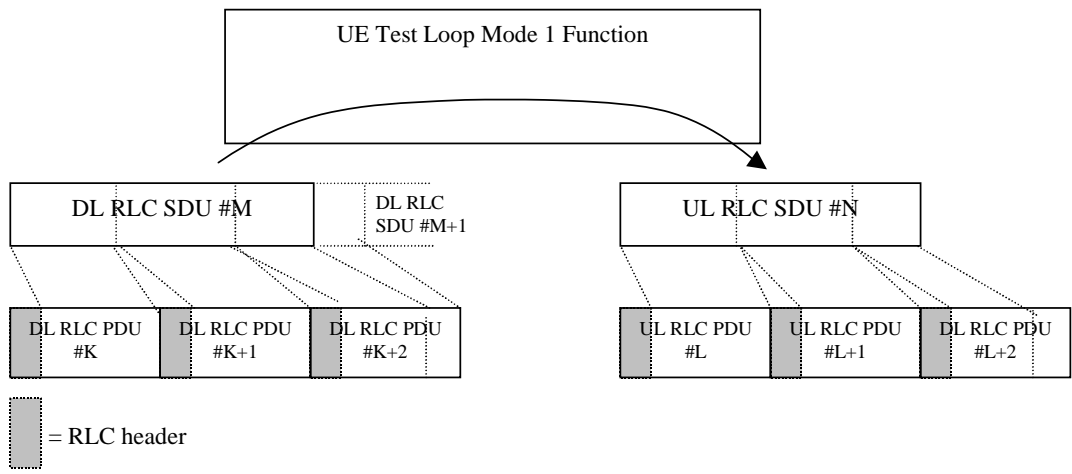 UE Test Loop Mode 1 Function
DL RLC SDU #M
DL RLC
SDU #M+1
UL RLC SDU #N
DL RLC PDU
#K
DL RLC PDU
#K+1
DL RLC PDU
#K+2
UL RLC PDU
#L
UL RLC PDU
#L+1
DL RLC PDU
#L+2
= RLC header